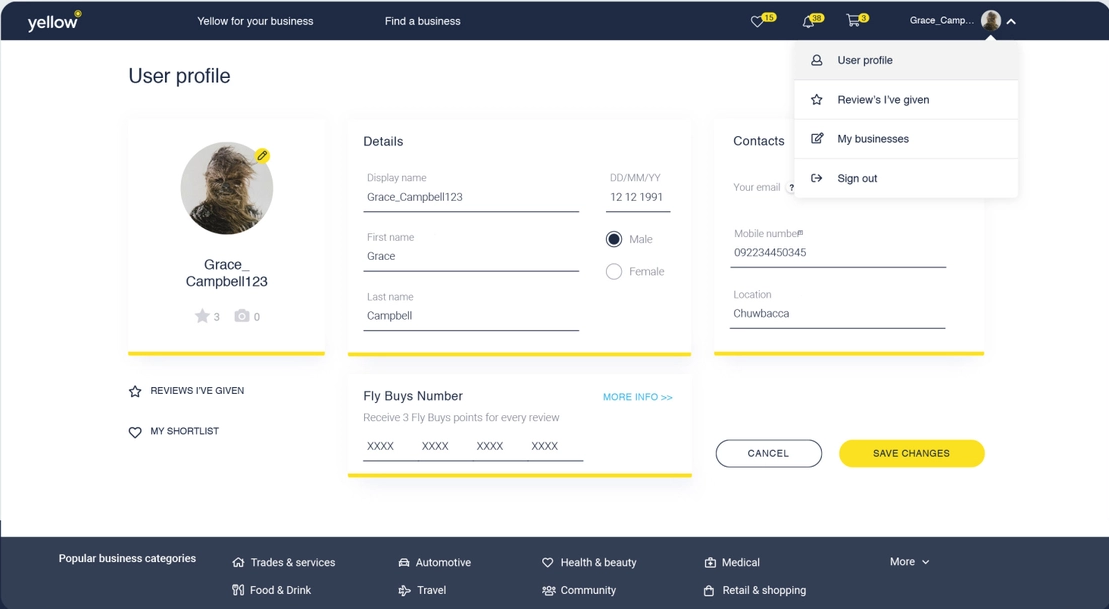 yellow
Yellow for your business
Find a business
15
38
3
Grace_Camp...
User profile
Review's I've given
My businesses
Sign out
User profile
Grace_
Campbell123
3
0
REVIEWS I'VE GIVEN
MY SHORTLIST
Details
Display name
Grace_Campbell123
DD/MM/YY
12 12 1991
First name
Grace
Male
Female
Last name
Campbell
Contacts
Your email ?
Mobile number
092234450345
Location
Chuwbacca
Fly Buys Number
MORE INFO >>
Receive 3 Fly Buys points for every review
XXXX XXXX XXXX XXXX
CANCEL
SAVE CHANGES
Popular business categories
Trades & services
Automotive
Health & beauty
Medical
More
Food & Drink
Travel
Community
Retail & shopping